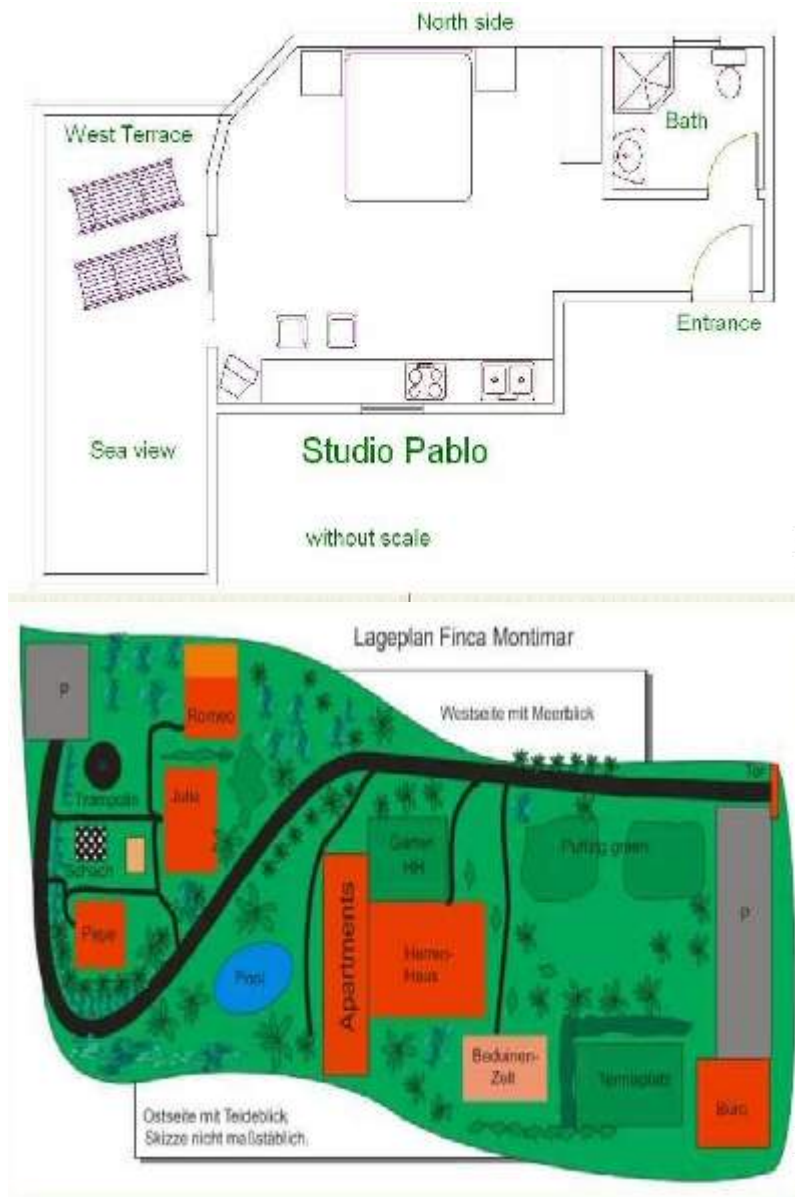 North side
West Terrace
Bath
Entrance
Sea view
Studio Pablo
without scale
Lageplan Finca Montimar
P
Romeo
Westseite mit Meerblick
Tor
Trampolin
Julia
Schach
Garten
HH
Putting green
P
Pepe
Pool
Apartments
Herren-
Haus
Beduinen-
Zelt
Tennisplatz
Büro
Ostseite mit Teideblick
Skizze nicht maßstäblich.